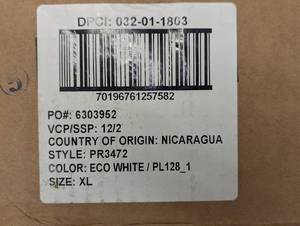 DPCI: 032-01-1803
70196761257582
PO#: 6303952
VCP/SSP: 12/2
COUNTRY OF ORIGIN: NICARAGUA
STYLE: PR3472
COLOR: ECO WHITE / PL128_1
SIZE: XL